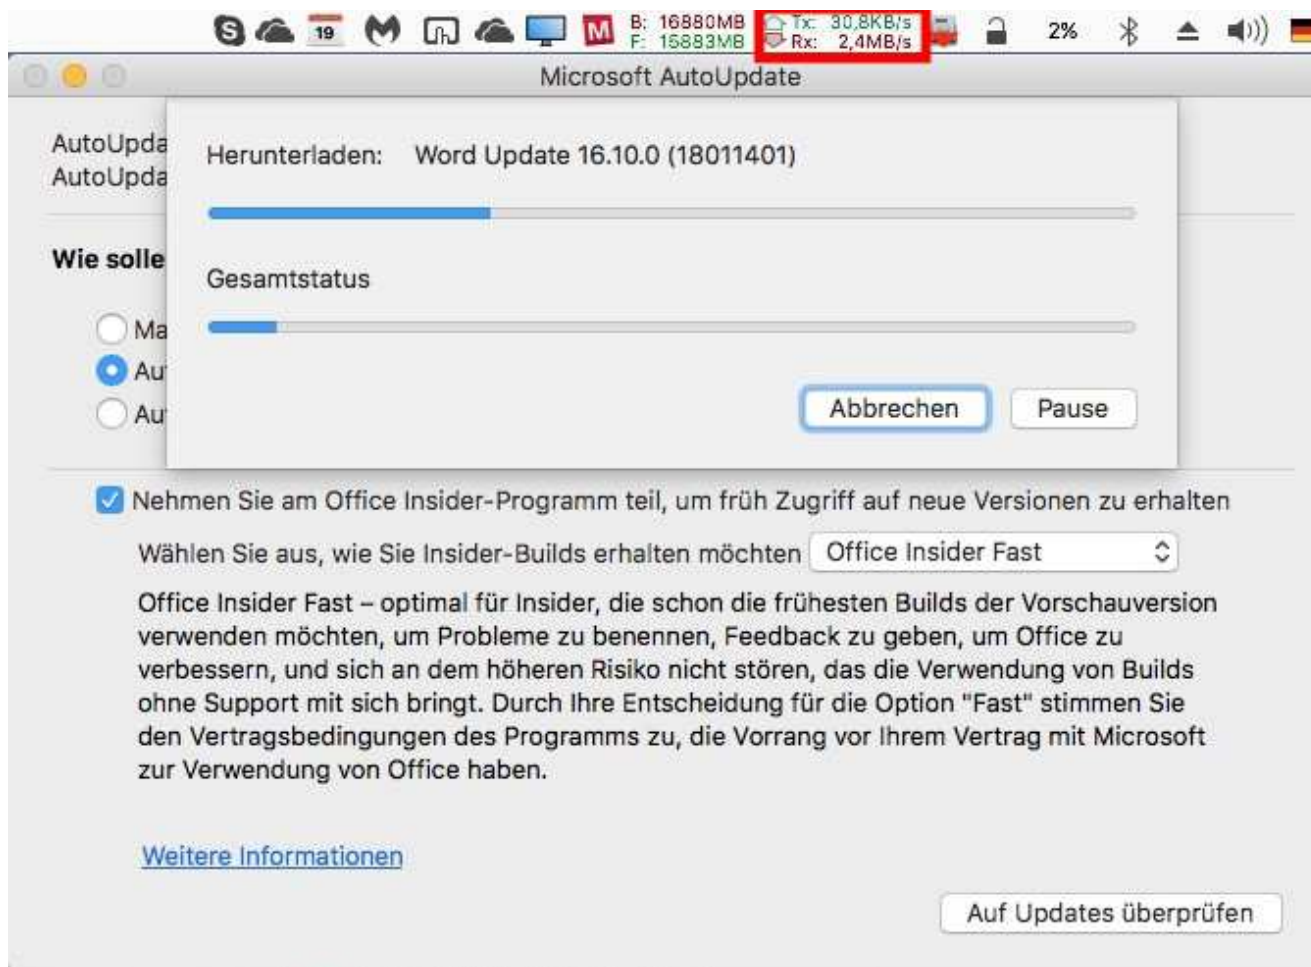 19
B: 16880MB
F: 15883MB
Tx: 30,8KB/s
Rx: 2,4MB/s
2%
Microsoft AutoUpdate
AutoUpda
AutoUpda
Herunterladen: Word Update 16.10.0 (18011401)
Wie solle
Gesamtstatus
Ma
Au
Au
Abbrechen Pause
Nehmen Sie am Office Insider-Programm teil, um früh Zugriff auf neue Versionen zu erhalten
Wählen Sie aus, wie Sie Insider-Builds erhalten möchten Office Insider Fast
Office Insider Fast – optimal für Insider, die schon die frühesten Builds der Vorschauversion
verwenden möchten, um Probleme zu benennen, Feedback zu geben, um Office zu
verbessern, und sich an dem höheren Risiko nicht stören, das die Verwendung von Builds
ohne Support mit sich bringt. Durch Ihre Entscheidung für die Option "Fast" stimmen Sie
den Vertragsbedingungen des Programms zu, die Vorrang vor Ihrem Vertrag mit Microsoft
zur Verwendung von Office haben.
Weitere Informationen
Auf Updates überprüfen